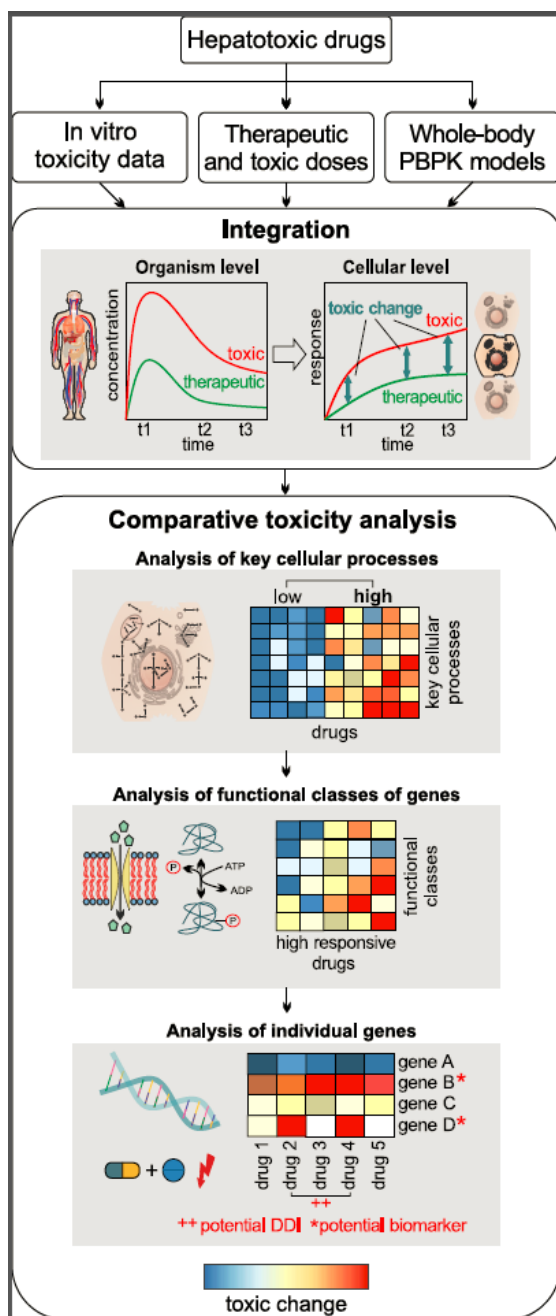 Hepatotoxic drugs
In vitro
toxicity data
Therapeutic
and toxic doses
Whole-body
PBPK models
Integration
Organism level
concentration
toxic
therapeutic
t1 t2 t3
time
Cellular level
response
toxic change
toxic
therapeutic
t1 t2 t3
time
Comparative toxicity analysis
Analysis of key cellular processes
low high
key cellular
processes
drugs
Analysis of functional classes of genes
P
ATP
ADP
P
functional
classes
high responsive
drugs
Analysis of individual genes
gene A
gene B*
gene C
gene D*
drug 1
drug 2
drug 3
drug 4
drug 5
+
++
++ potential DDI *potential biomarker
toxic change